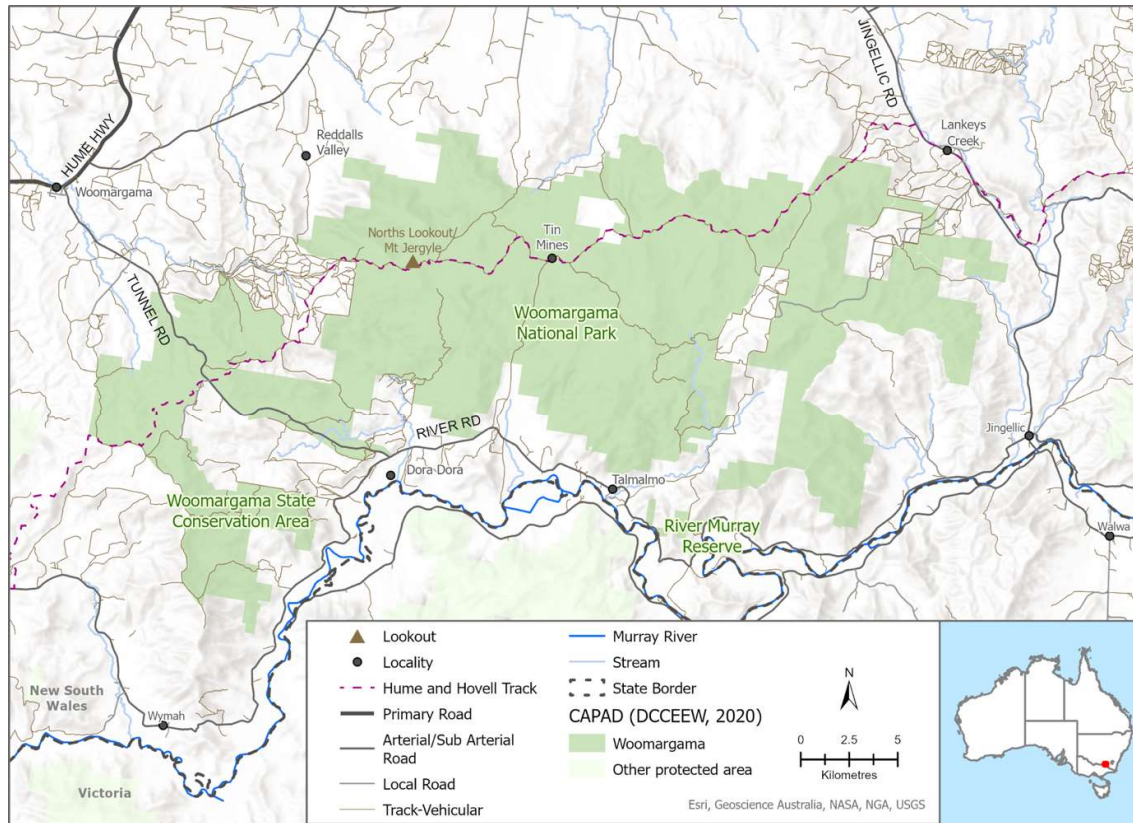 HUME HWY
Woomargama
Reddalls
Valley
JINGELLIC RD
Lankeys
Creek
Norths Lookout/
Mt Jergyle
Tin
Mines
TUNNEL RD
Woomargama
National Park
RIVER RD
Jingellic
Dora Dora
Talmalmo
Woomargama State
Conservation Area
River Murray
Reserve
Walwa
New South
Wales
Wymah
Victoria
Lookout
Locality
Hume and Hovell Track
Primary Road
Arterial/Sub Arterial
Road
Local Road
Track-Vehicular
Murray River
Stream
State Border
CAPAD (DCCEEW, 2020)
Woomargama
Other protected area
N
0 2.5 5
Kilometres
Esri, Geoscience Australia, NASA, NGA, USGS